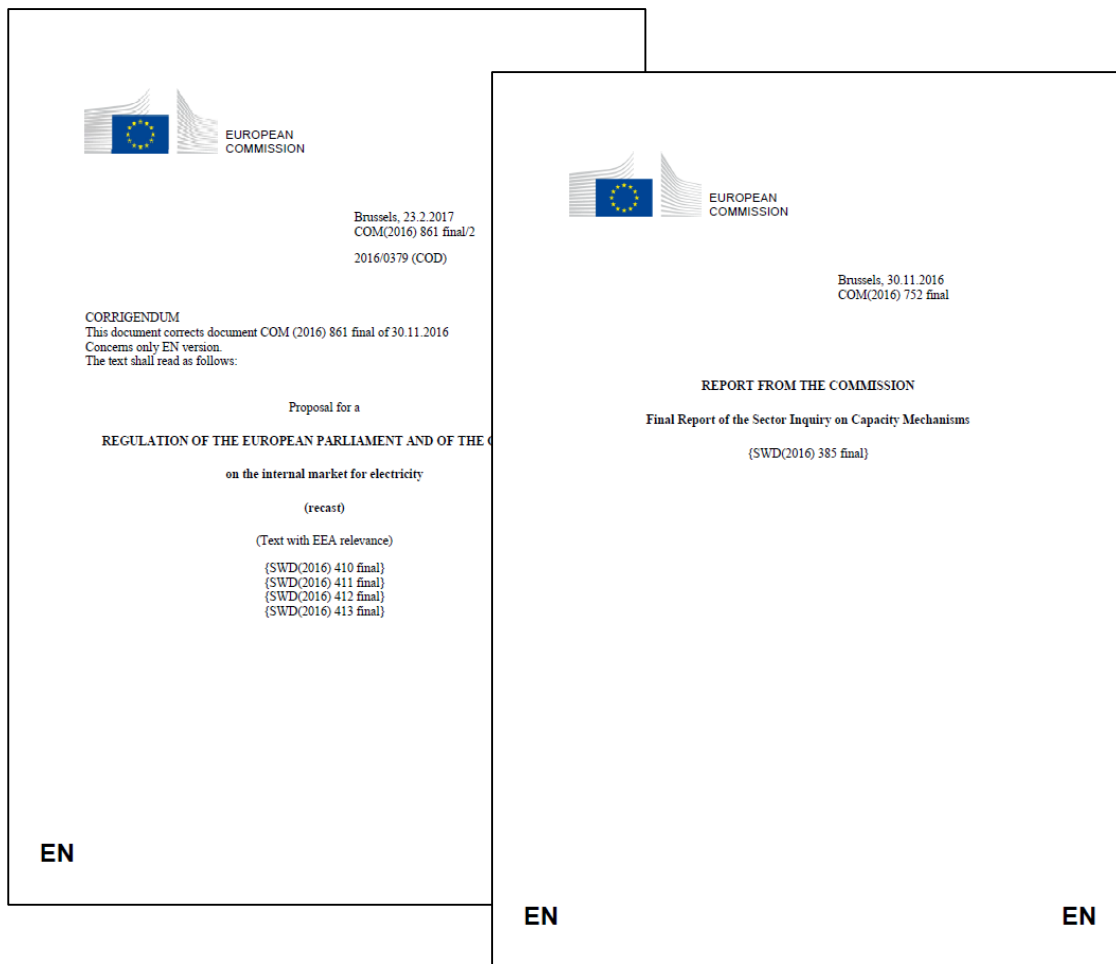 EUROPEAN
COMMISSION
Brussels, 23.2.2017
COM(2016) 861 final/2
2016/0379 (COD)
CORRIGENDUM
This document corrects document COM (2016) 861 final of 30.11.2016
Concerns only EN version.
The text shall read as follows:
Proposal for a
REGULATION OF THE EUROPEAN PARLIAMENT AND OF THE
on the internal market for electricity
(recast)
(Text with EEA relevance)
{SWD(2016) 410 final}
{SWD(2016) 411 final}
{SWD(2016) 412 final}
{SWD(2016) 413 final}
EN
EUROPEAN
COMMISSION
Brussels, 30.11.2016
COM(2016) 752 final
REPORT FROM THE COMMISSION
Final Report of the Sector Inquiry on Capacity Mechanisms
{SWD(2016) 385 final}
EN
EN